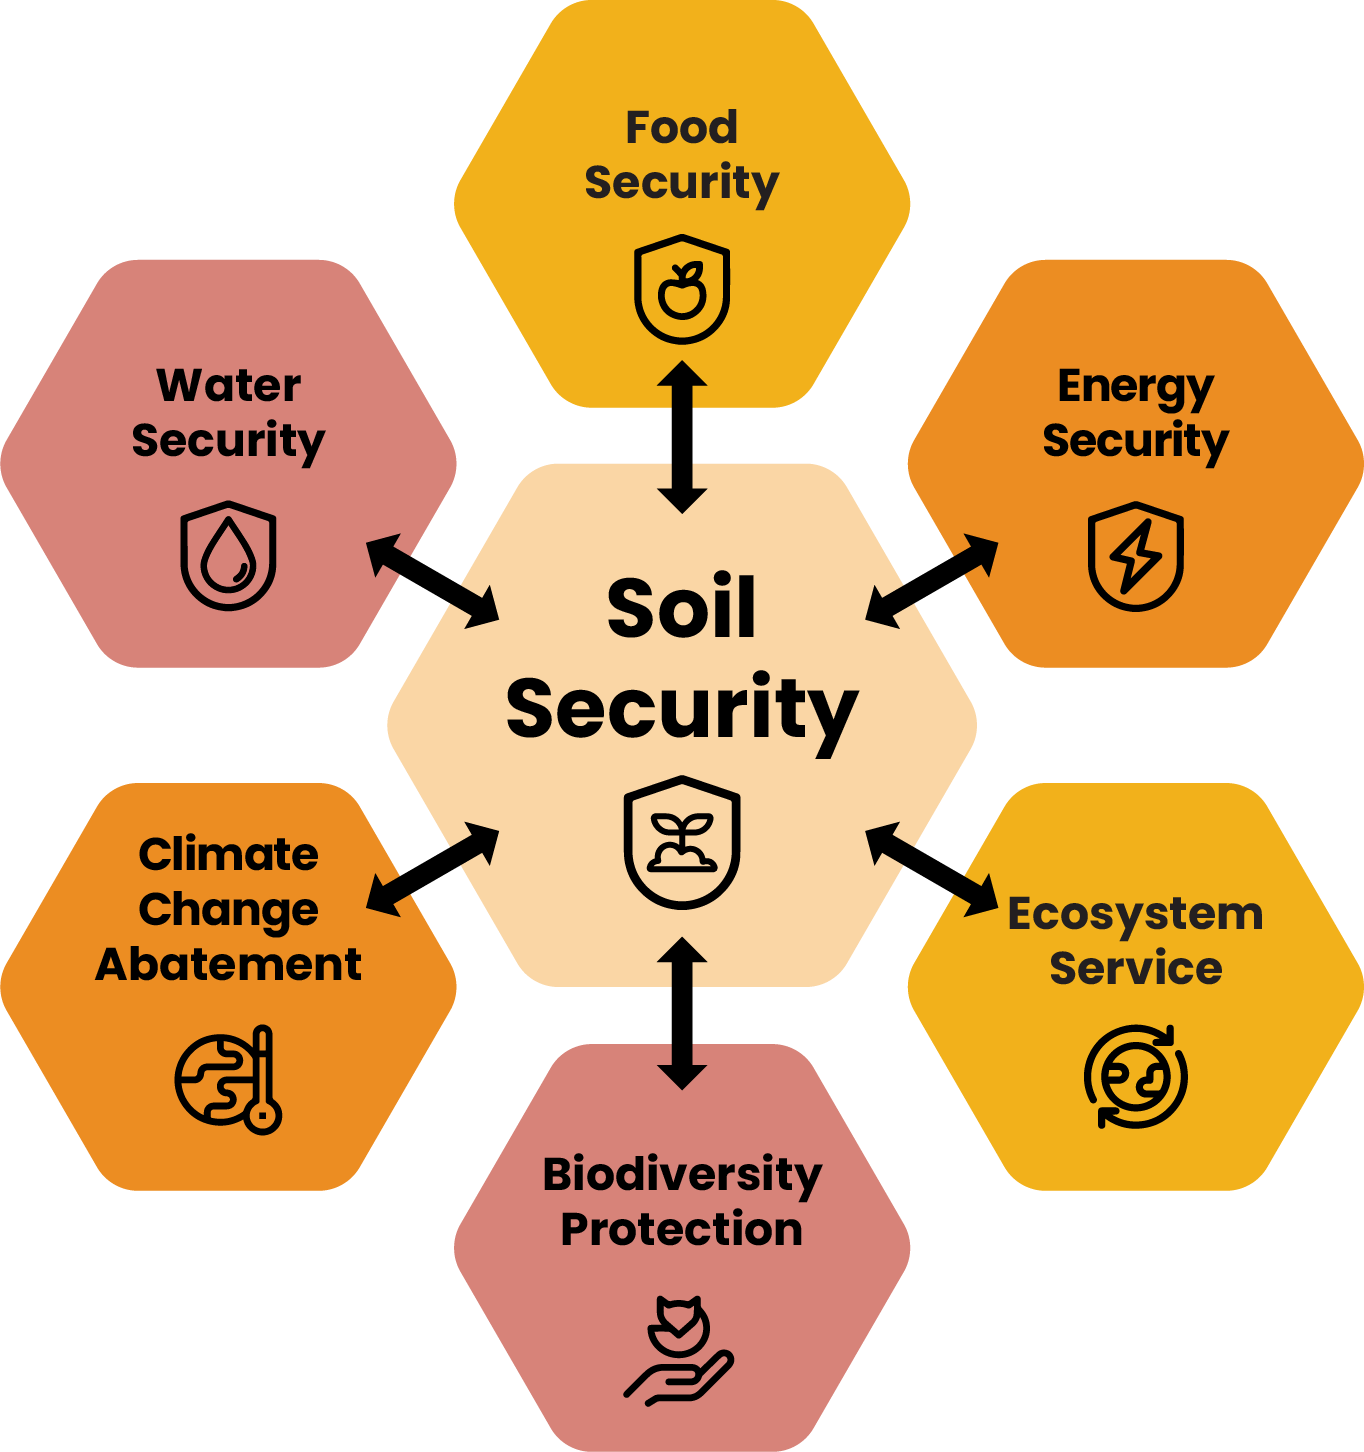 Food
Security
Water
Security
Energy
Security
Soil
Security
Climate
Change
Abatement
Ecosystem
Service
Biodiversity
Protection